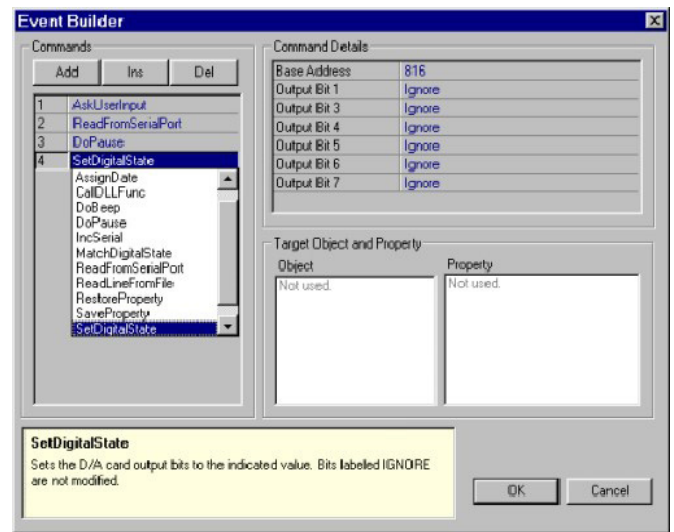 Event Builder
Commands
Add Ins Del
1 AskUserInput
2 ReadFromSerialPort
3 DoPause
4 SetDigitalState
AssignDate
CallDLLFunc
DoBeep
DoPause
IncSerial
MatchDigitalState
ReadFromSerialPort
ReadLineFromFile
RestoreProperty
SaveProperty
SetDigitalState
Command Details
Base Address 816
Output Bit 1 Ignore
Output Bit 3 Ignore
Output Bit 4 Ignore
Output Bit 5 Ignore
Output Bit 6 Ignore
Output Bit 7 Ignore
Target Object and Property
Object Property
Not used. Not used.
SetDigitalState
Sets the D/A card output bits to the indicated value. Bits labeled IGNORE
are not modified.
OK Cancel